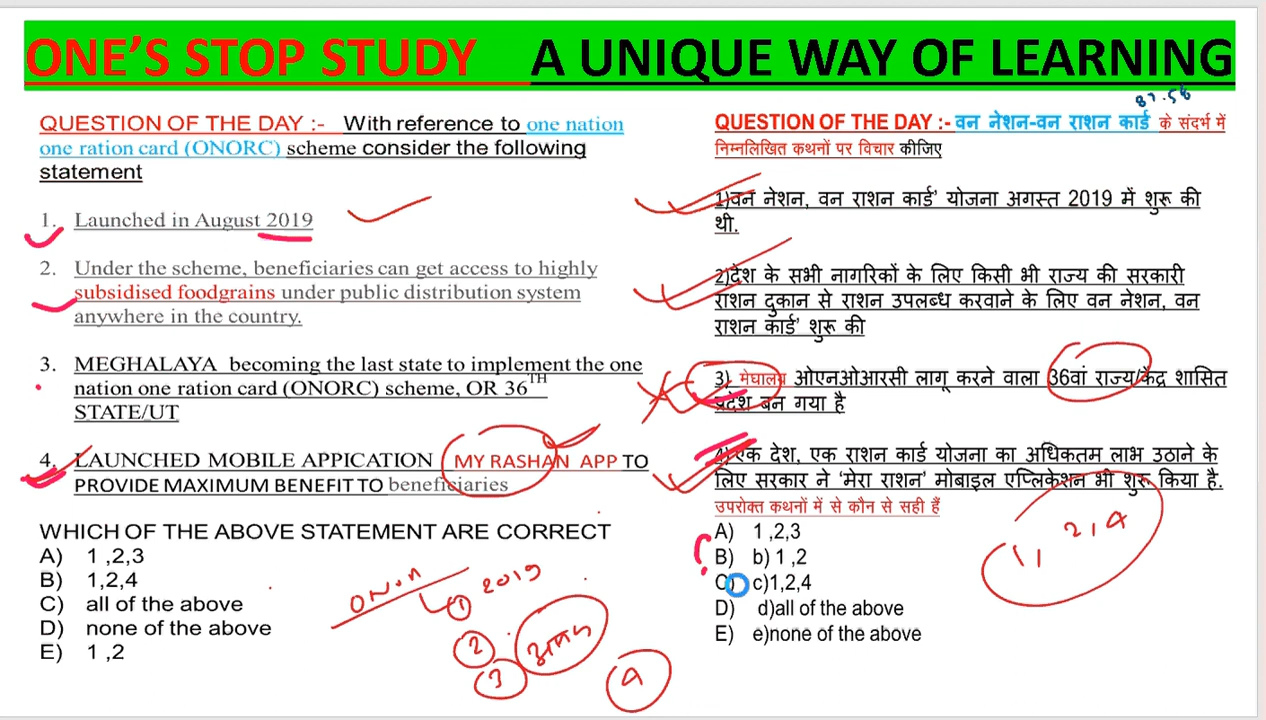 ONE’S STOP STUDY A UNIQUE WAY OF LEARNING
QUESTION OF THE DAY :- With reference to one nation
one ration card (ONORC) scheme consider the following
statement
1. Launched in August 2019
2. Under the scheme, beneficiaries can get access to highly
subsidised foodgrains under public distribution system
anywhere in the country.
3. MEGHALAYA becoming the last state to implement the one
nation one ration card (ONORC) scheme, OR 36TH
STATE/UT
4. LAUNCHED MOBILE APPICATION MY RASHAN APP TO
PROVIDE MAXIMUM BENEFIT TO beneficiaries
WHICH OF THE ABOVE STATEMENT ARE CORRECT
A) 1 ,2,3
B) 1,2,4
C) all of the above
D) none of the above
E) 1 ,2
2019
1
2
3
असम
4
87.58
QUESTION OF THE DAY :- वन नेशन-वन राशन कार्ड के संदर्भ में
निम्नलिखित कथनों पर विचार कीजिए
1)वन नेशन, वन राशन कार्ड’ योजना अगस्त 2019 में शुरू की
थी.
2)देश के सभी नागरिकों के लिए किसी भी राज्य की सरकारी
राशन दुकान से राशन उपलब्ध करवाने के लिए वन नेशन, वन
राशन कार्ड’ शुरू की
3) मेघालय ओएनओआरसी लागू करने वाला 36वां राज्य/केंद्र शासित
प्रदेश बन गया है
4)एक देश, एक राशन कार्ड योजना का अधिकतम लाभ उठाने के
लिए सरकार ने ‘मेरा राशन’ मोबाइल एप्लिकेशन भी शुरू किया है.
उपरोक्त कथनों में से कौन से सही हैं
A) 1 ,2,3
B) b) 1 ,2
C) c)1,2,4
D) d)all of the above
E) e)none of the above
1, 2, 4